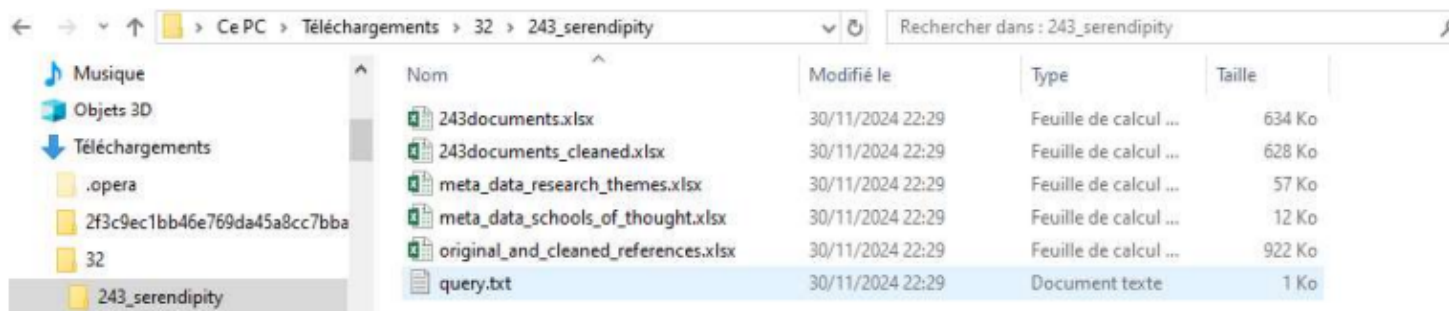 Ce PC > Téléchargements > 32 > 243_serendipity
Rechercher dans : 243_serendipity
Musique
Objets 3D
Téléchargements
.opera
2f3c9ec1bb46e769da45a8cc7bba
32
243_serendipity
Nom Modifié le Type Taille
243documents.xlsx 30/11/2024 22:29 Feuille de calcul ... 634 Ko
243documents_cleaned.xlsx 30/11/2024 22:29 Feuille de calcul ... 628 Ko
meta_data_research_themes.xlsx 30/11/2024 22:29 Feuille de calcul ... 57 Ko
meta_data_schools_of_thought.xlsx 30/11/2024 22:29 Feuille de calcul ... 12 Ko
original_and_cleaned_references.xlsx 30/11/2024 22:29 Feuille de calcul ... 922 Ko
query.txt 30/11/2024 22:29 Document texte 1 Ko